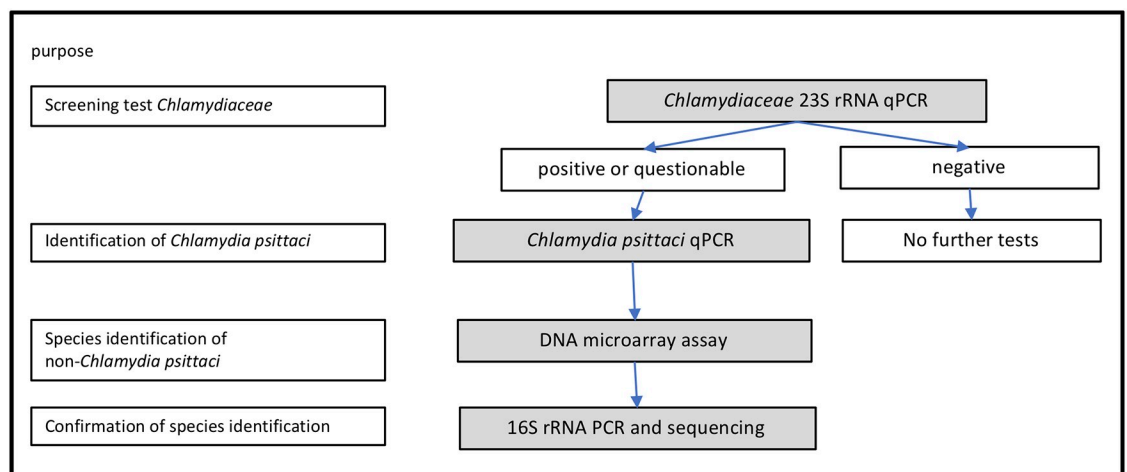 purpose
Screening test Chlamydiaceae
Chlamydiaceae 23S rRNA qPCR
positive or questionable
negative
Identification of Chlamydia psittaci
Chlamydia psittaci qPCR
No further tests
Species identification of
non-Chlamydia psittaci
DNA microarray assay
Confirmation of species identification
16S rRNA PCR and sequencing